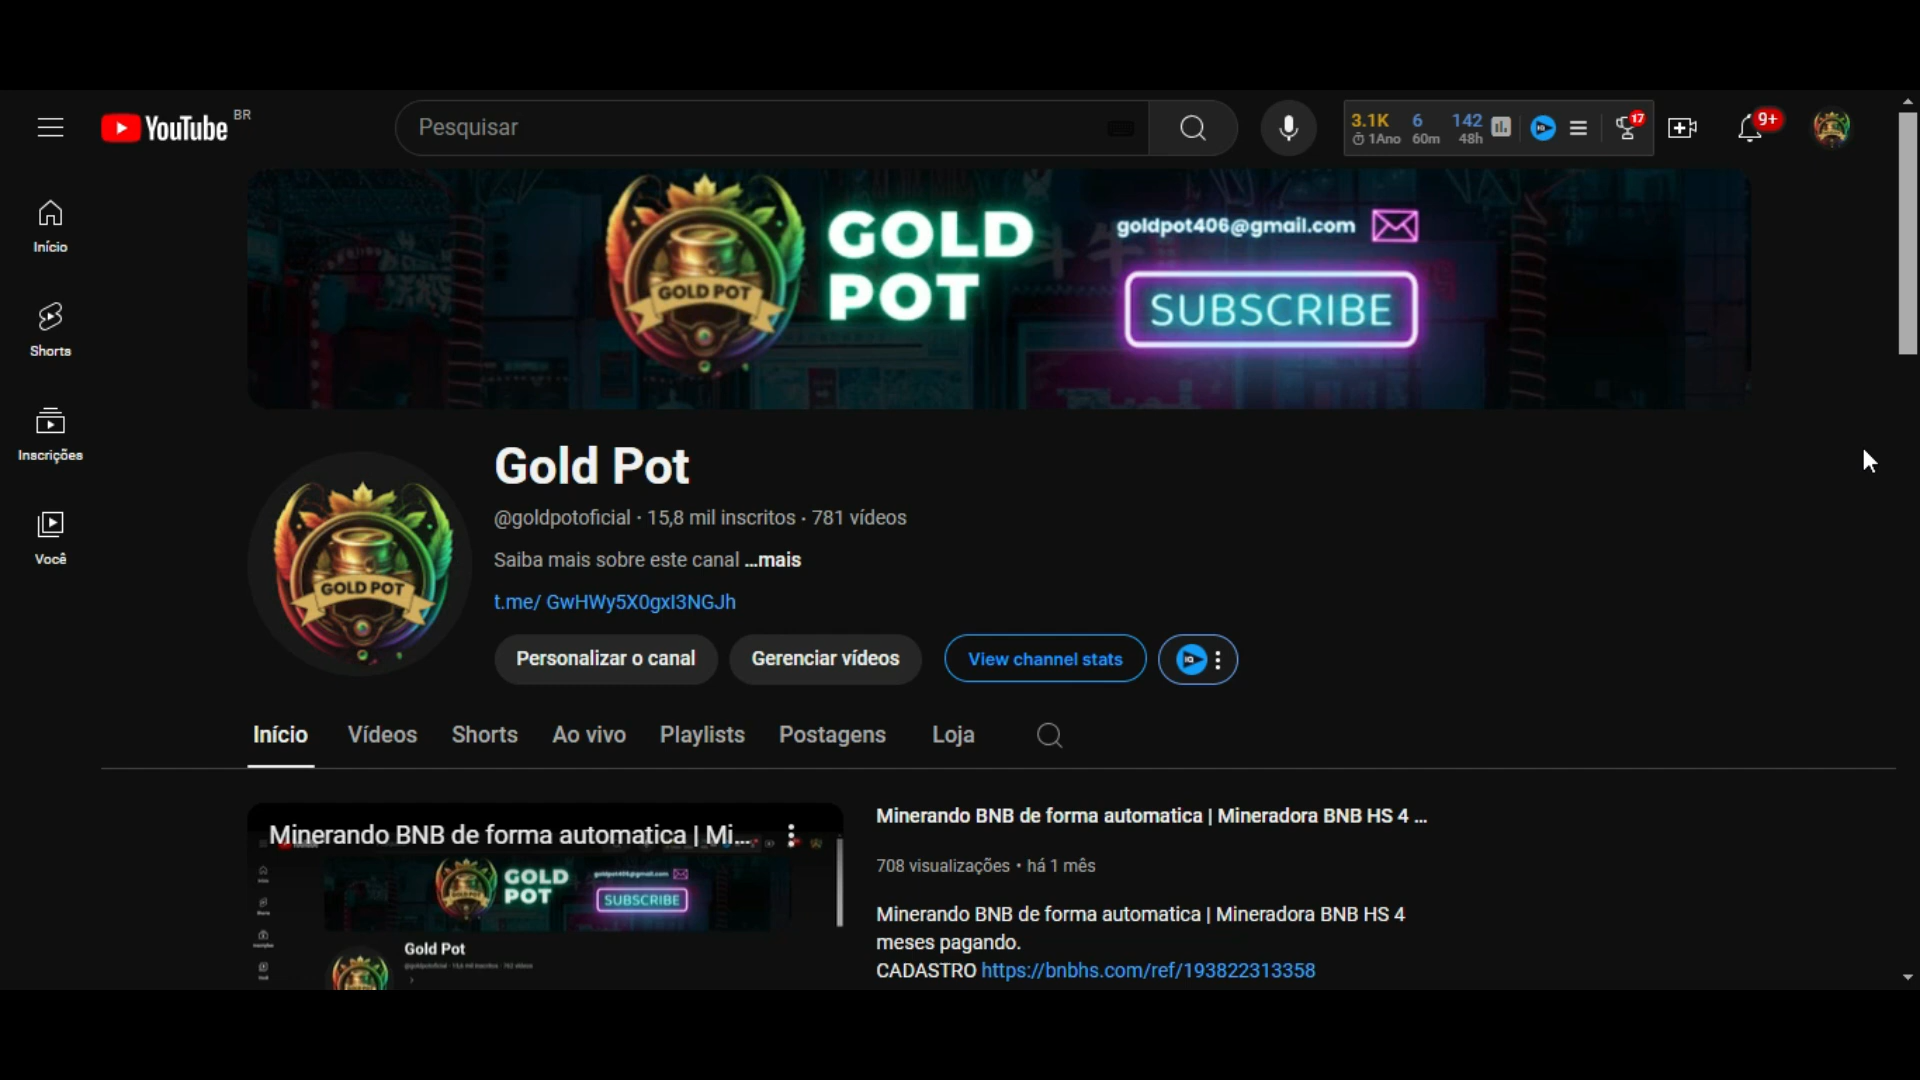 YouTube BR
Pesquisar
3.1K 6 142
1Ano 60m 48h
17
9+
Início
Shorts
Inscrições
Você
GOLD POT
GOLD
POT
goldpot406@gmail.com
SUBSCRIBE
GOLD POT
Gold Pot
@goldpotoficial · 15,8 mil inscritos · 781 vídeos
Saiba mais sobre este canal ...mais
t.me/ GwHWy5X0gxI3NGJh
Personalizar o canal
Gerenciar vídeos
View channel stats
Início
Vídeos
Shorts
Ao vivo
Playlists
Postagens
Loja
Minerando BNB de forma automatica | Mi...
GOLD
POT
goldpot406@gmail.com
SUBSCRIBE
Gold Pot
Minerando BNB de forma automatica | Mineradora BNB HS 4 ...
708 visualizações • há 1 mês
Minerando BNB de forma automatica | Mineradora BNB HS 4
meses pagando.
CADASTRO https://bnbhs.com/ref/193822313358